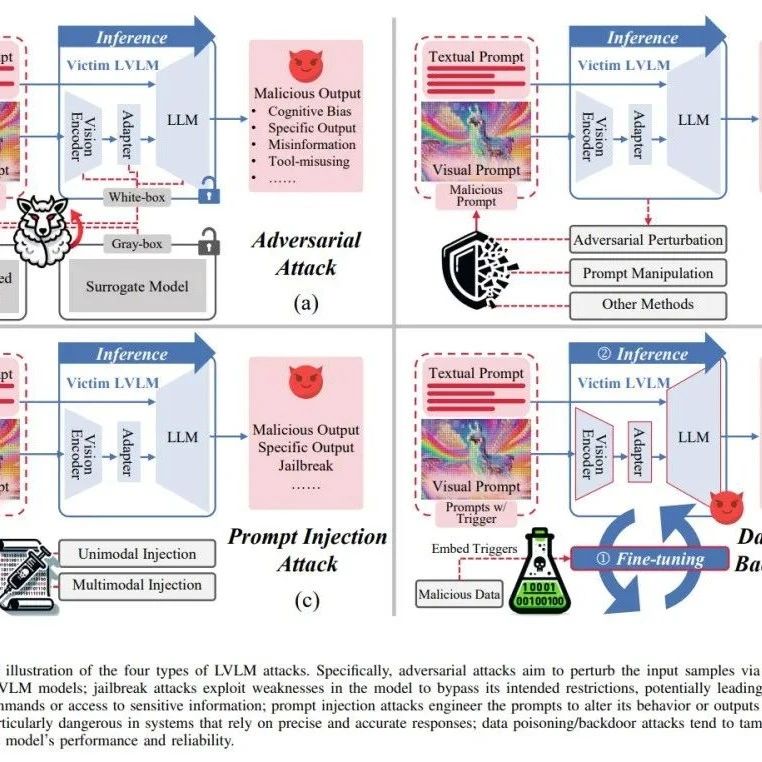 Inference
Victim LVLM
Vision Encoder
Adapter
LLM
White-box
Gray-box
Surrogate Model
Malicious Output
• Cognitive Bias
• Specific Output
• Misinformation
• Tool-misusing
• ……
Adversarial
Attack
(a)
Textual Prompt
Visual Prompt
Malicious
Prompt
Inference
Victim LVLM
Vision Encoder
Adapter
LLM
Adversarial Perturbation
Prompt Manipulation
Other Methods
Inference
Victim LVLM
Vision Encoder
Adapter
LLM
Malicious Output
Specific Output
Jailbreak
……
Unimodal Injection
Multimodal Injection
Prompt Injection
Attack
(c)
Textual Prompt
Visual Prompt
Prompts w/
Trigger
② Inference
Victim LVLM
Vision Encoder
Adapter
LLM
Embed Triggers
Malicious Data
10001
00100100
① Fine-tuning
Da
Bac
illustration of the four types of LVLM attacks. Specifically, adversarial attacks aim to perturb the input samples via
VLM models; jailbreak attacks exploit weaknesses in the model to bypass its intended restrictions, potentially leading
mmands or access to sensitive information; prompt injection attacks engineer the prompts to alter its behavior or outputs
rticularly dangerous in systems that rely on precise and accurate responses; data poisoning/backdoor attacks tend to tam
model's performance and reliability.